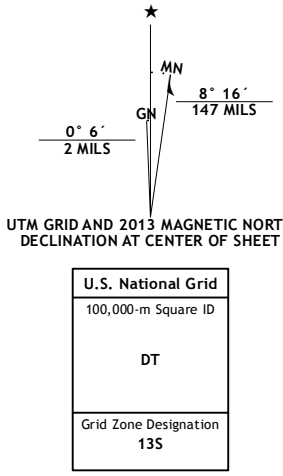 ★
MN
GN
8° 16´
147 MILS
0° 6´
2 MILS
UTM GRID AND 2013 MAGNETIC NORT
DECLINATION AT CENTER OF SHEET
U.S. National Grid
100,000-m Square ID
DT
Grid Zone Designation
13S